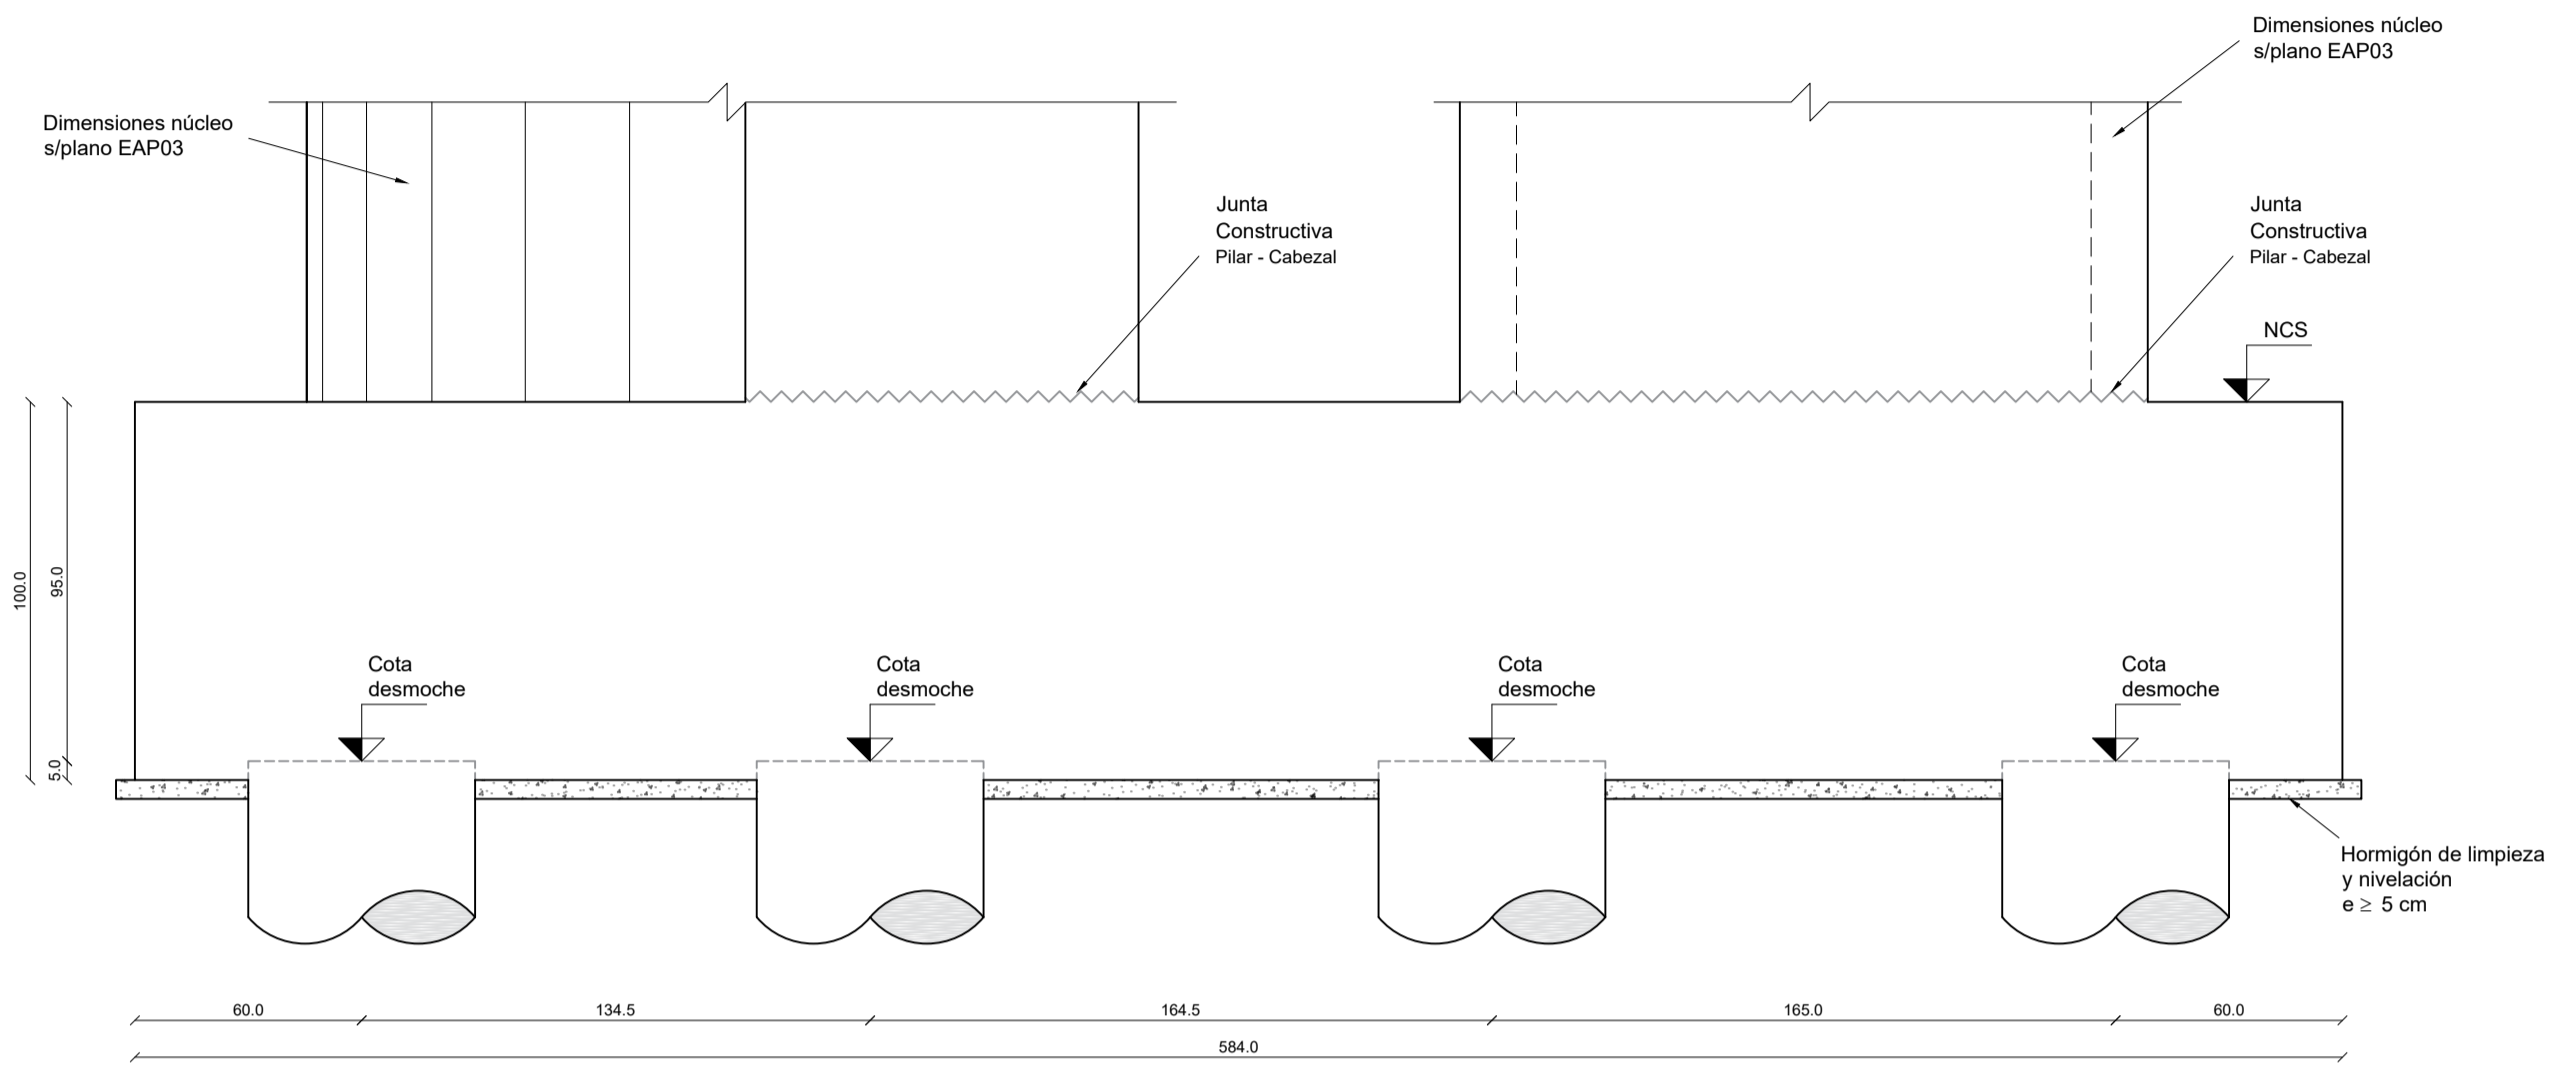 Dimensiones núcleo
s/plano EAP03
Dimensiones núcleo
s/plano EAP03
Junta
Constructiva
Pilar - Cabezal
Junta
Constructiva
Pilar - Cabezal
NCS
100.0
95.0
5.0
Cota
desmoche
Cota
desmoche
Cota
desmoche
Cota
desmoche
Hormigón de limpieza
y nivelación
e ≥ 5 cm
60.0
134.5
164.5
165.0
60.0
584.0